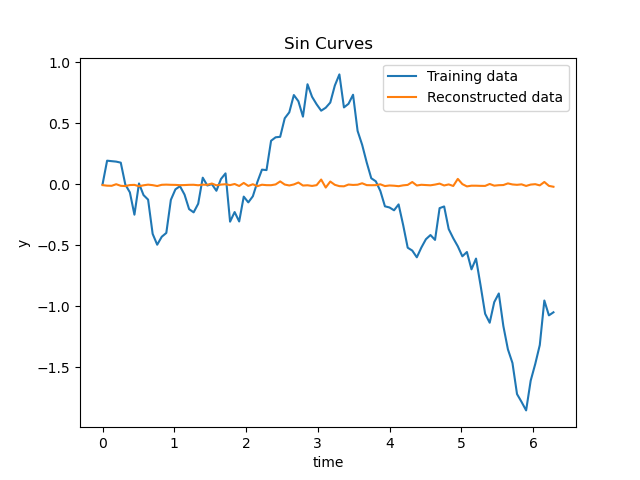 Sin Curves
Training data
Reconstructed data
1.0
0.5
0.0
−0.5
−1.0
−1.5
y
0 1 2 3 4 5 6
time